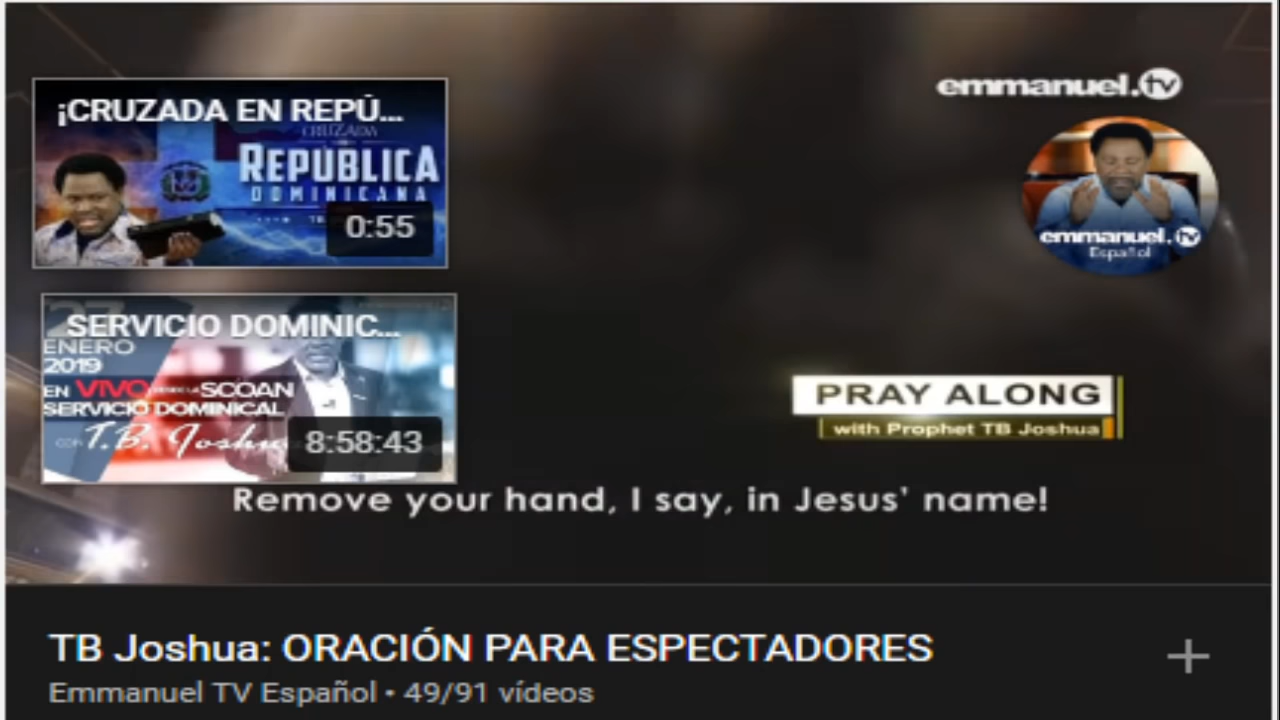 emmanuel.tv
¡CRUZADA EN REPÚ...
CRUZADA
REPÚBLICA
DOMINICANA
0:55
emmanuel.tv
Español
27
SERVICIO DOMINIC...
ENERO
2019
EN VIVO SCOAN
SERVICIO DOMINICAL
CON T.B. Joshua
8:58:43
PRAY ALONG
with Prophet TB Joshua
Remove your hand, I say, in Jesus' name!
TB Joshua: ORACIÓN PARA ESPECTADORES
Emmanuel TV Español • 49/91 vídeos